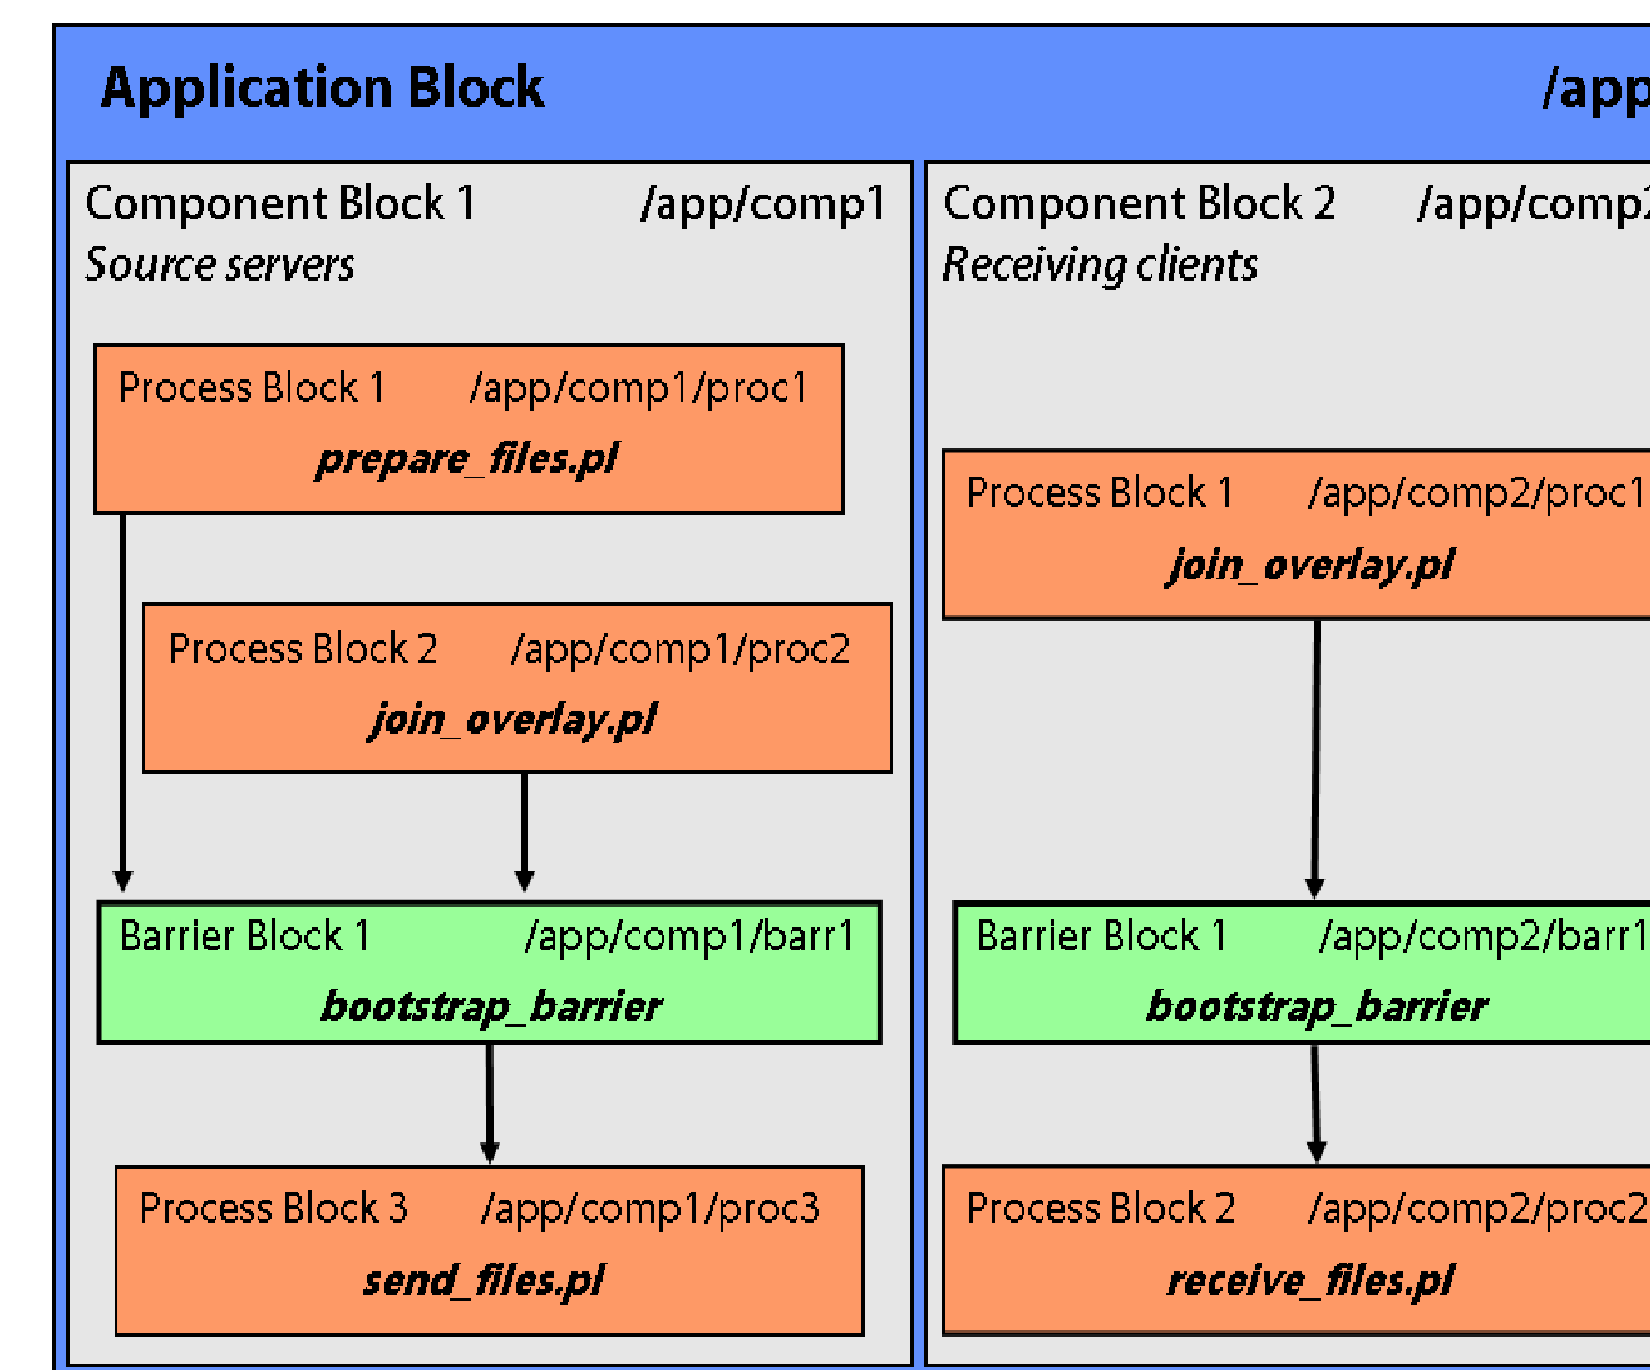 Application Block /app
Component Block 1 /app/comp1
Source servers
Process Block 1 /app/comp1/proc1
prepare_files.pl
Process Block 2 /app/comp1/proc2
join_overlay.pl
Barrier Block 1 /app/comp1/barr1
bootstrap_barrier
Process Block 3 /app/comp1/proc3
send_files.pl
Component Block 2 /app/comp2
Receiving clients
Process Block 1 /app/comp2/proc1
join_overlay.pl
Barrier Block 1 /app/comp2/barr1
bootstrap_barrier
Process Block 2 /app/comp2/proc2
receive_files.pl